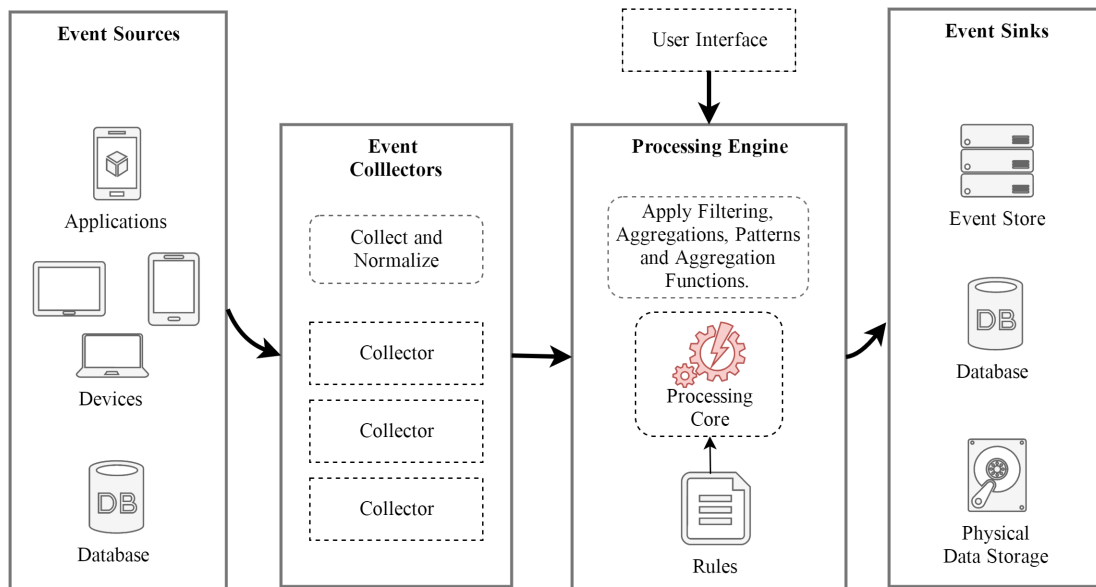 Event Sources
Applications
Devices
DB
Database
Event
Colllectors
Collect and
Normalize
Collector
Collector
Collector
User Interface
Processing Engine
Apply Filtering,
Aggregations, Patterns
and Aggregation
Functions.
Processing
Core
Rules
Event Sinks
Event Store
DB
Database
Physical
Data Storage